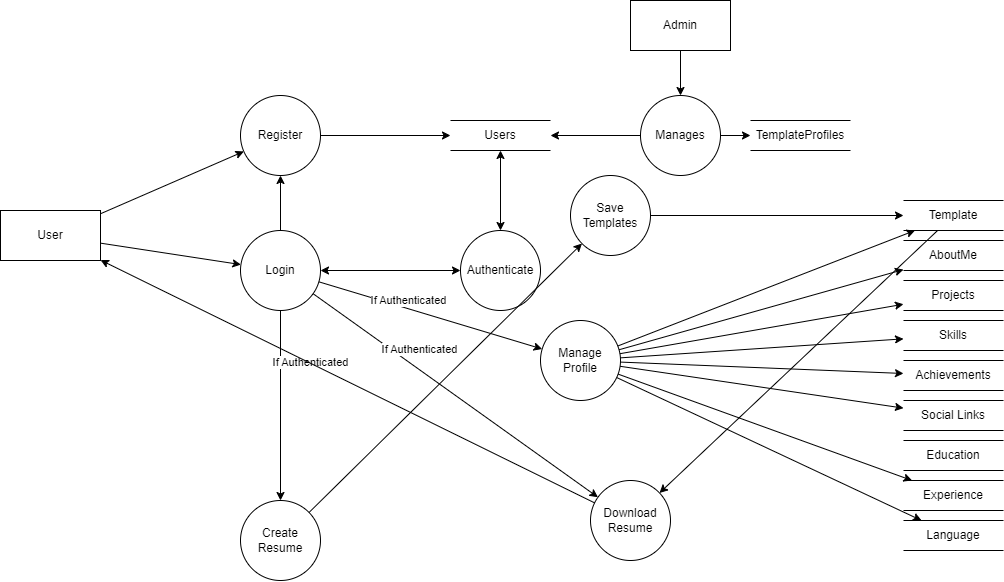 Admin
Register
Users
Manages
TemplateProfiles
User
Save
Templates
Template
Login
Authenticate
AboutMe
If Authenticated
Projects
If Authenticated
Skills
If Authenticated
Manage
Profile
Achievements
Social Links
Education
Experience
Create
Resume
Download
Resume
Language